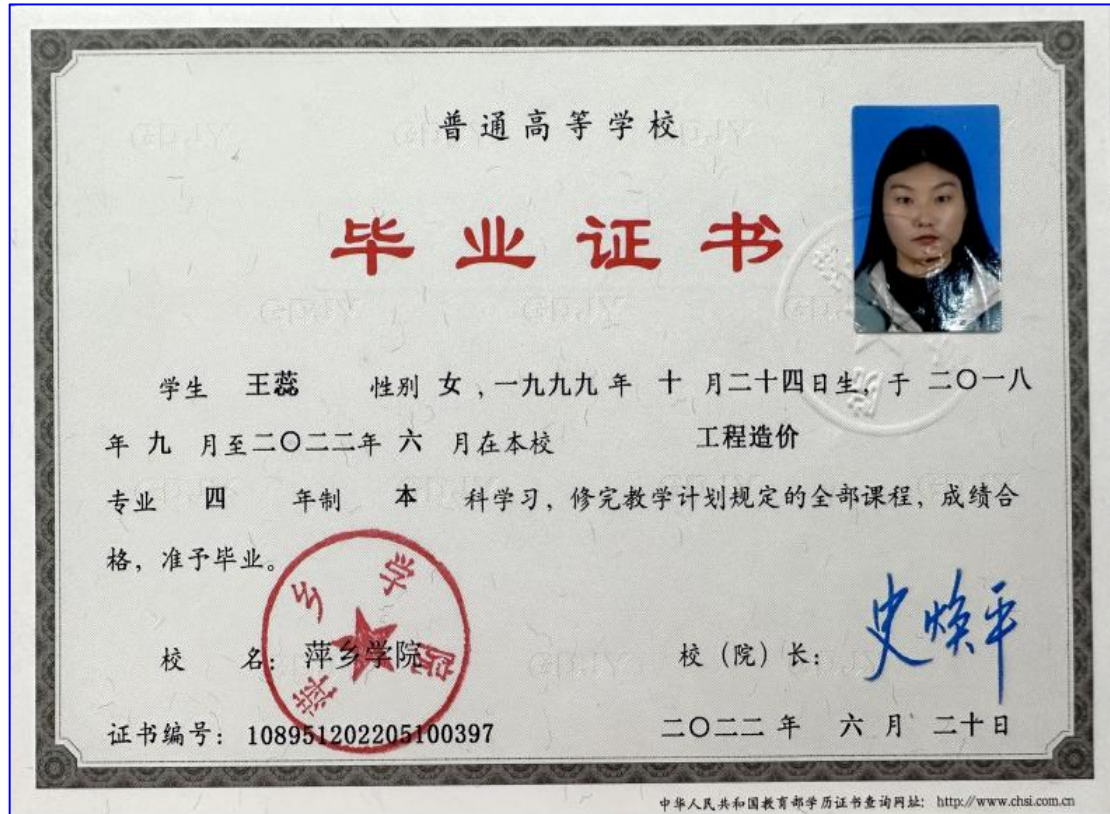 普通高等学校
毕业证书
学生 王蕊 性别 女 ,一九九九 年 十 月二十四日生,于 二〇一八
年 九 月至二〇二二年 六 月在本校 工程造价
专业 四 年制 本 科学习,修完教学计划规定的全部课程,成绩合
格,准予毕业。
萍乡学院
校 名: 萍乡学院 校(院)长: 史焕平
证书编号: 108951202205100397 二〇二二 年 六 月 二十日
中华人民共和国教育部学历证书查询网址: http://www.chsi.com.cn